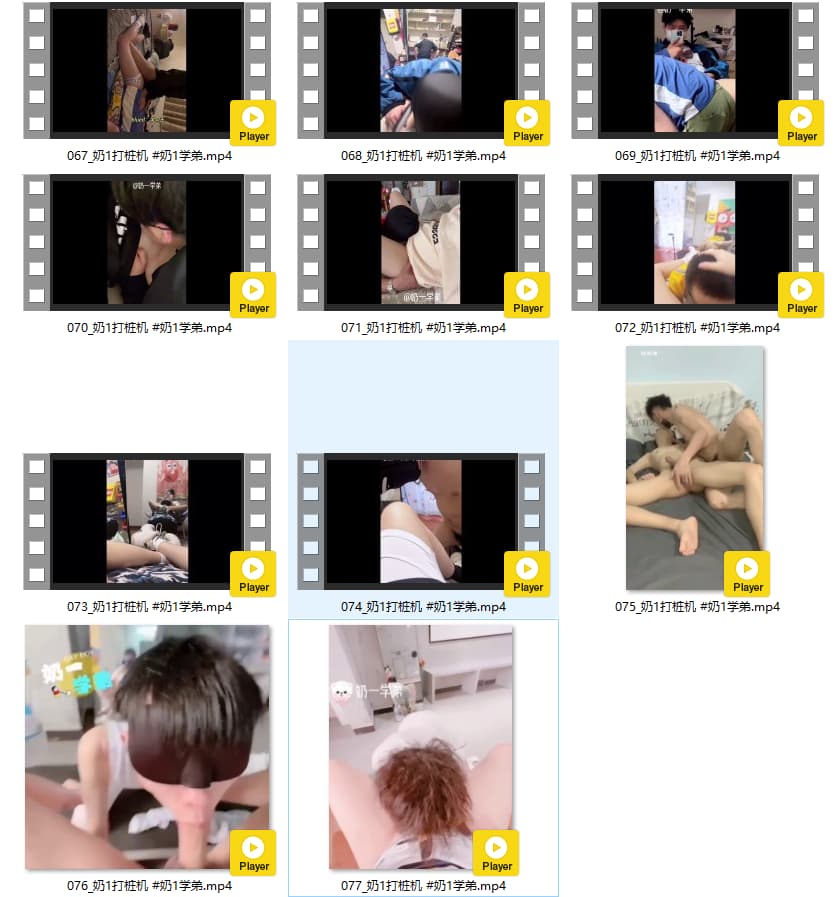 Player
Player
Player
067_奶1打桩机 #奶1学弟.mp4
068_奶1打桩机 #奶1学弟.mp4
069_奶1打桩机 #奶1学弟.mp4
@奶一学弟
@奶一学弟
Player
Player
Player
070_奶1打桩机 #奶1学弟.mp4
071_奶1打桩机 #奶1学弟.mp4
072_奶1打桩机 #奶1学弟.mp4
Player
Player
Player
073_奶1打桩机 #奶1学弟.mp4
074_奶1打桩机 #奶1学弟.mp4
075_奶1打桩机 #奶1学弟.mp4
奶一
学弟
奶一学弟
Player
Player
076_奶1打桩机 #奶1学弟.mp4
077_奶1打桩机 #奶1学弟.mp4